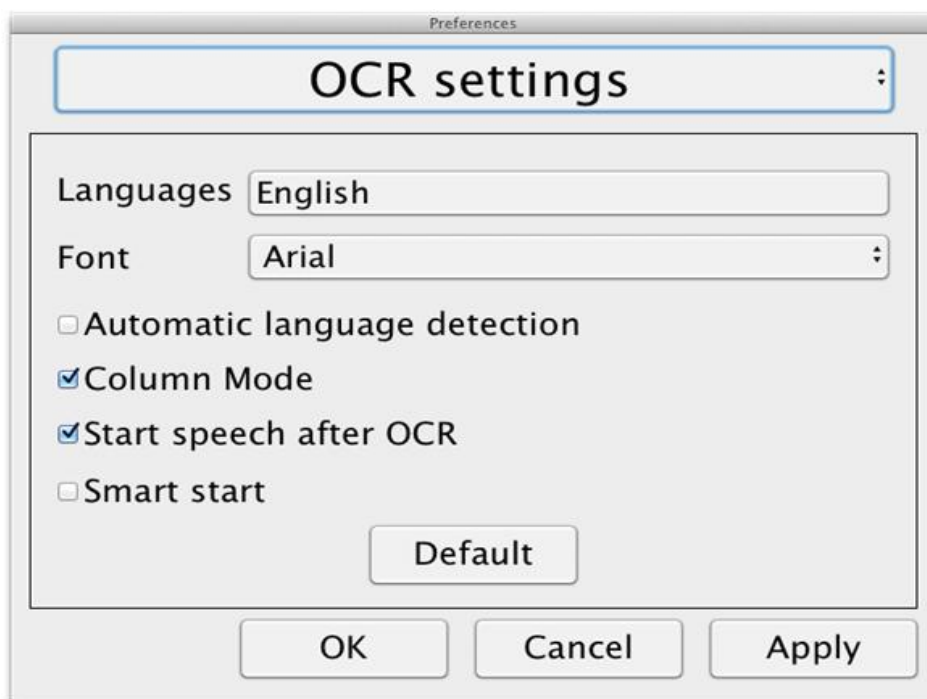 Preferences
OCR settings
Languages English
Font Arial
Automatic language detection
Column Mode
Start speech after OCR
Smart start
Default
OK Cancel Apply